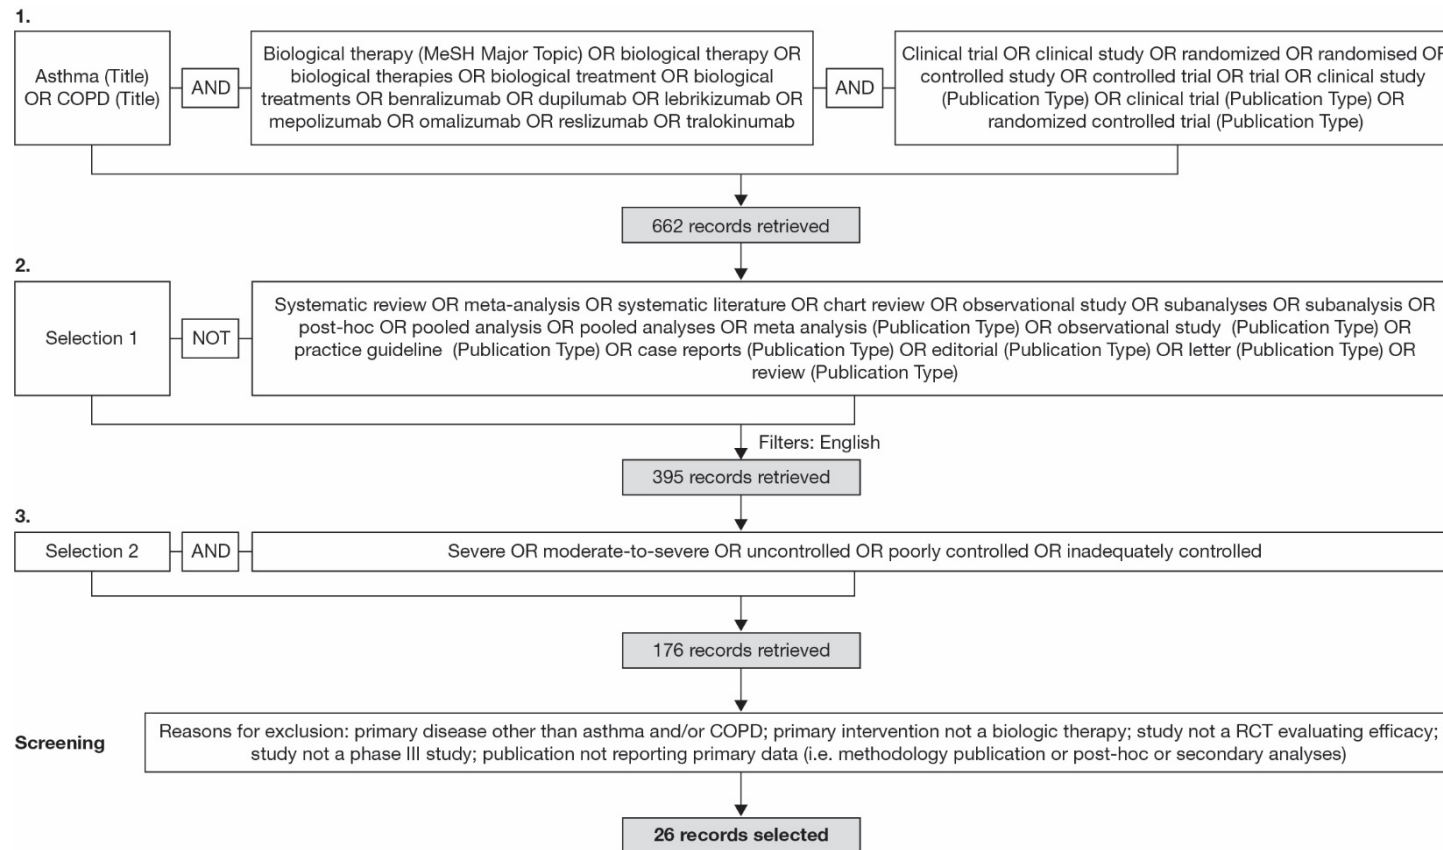 1.
Asthma (Title)
OR COPD (Title)
AND
Biological therapy (MeSH Major Topic) OR biological therapy OR
biological therapies OR biological treatment OR biological
treatments OR benralizumab OR dupilumab OR lebrikizumab OR
mepolizumab OR omalizumab OR reslizumab OR tralokinumab
AND
Clinical trial OR clinical study OR randomized OR randomised OR
controlled study OR controlled trial OR trial OR clinical study
(Publication Type) OR clinical trial (Publication Type) OR
randomized controlled trial (Publication Type)
662 records retrieved
2.
Selection 1
NOT
Systematic review OR meta-analysis OR systematic literature OR chart review OR observational study OR subanalyses OR subanalysis OR
post-hoc OR pooled analysis OR pooled analyses OR meta analysis (Publication Type) OR observational study (Publication Type) OR
practice guideline (Publication Type) OR case reports (Publication Type) OR editorial (Publication Type) OR letter (Publication Type) OR
review (Publication Type)
Filters: English
395 records retrieved
3.
Selection 2
AND
Severe OR moderate-to-severe OR uncontrolled OR poorly controlled OR inadequately controlled
176 records retrieved
Screening
Reasons for exclusion: primary disease other than asthma and/or COPD; primary intervention not a biologic therapy; study not a RCT evaluating efficacy;
study not a phase III study; publication not reporting primary data (i.e. methodology publication or post-hoc or secondary analyses)
26 records selected